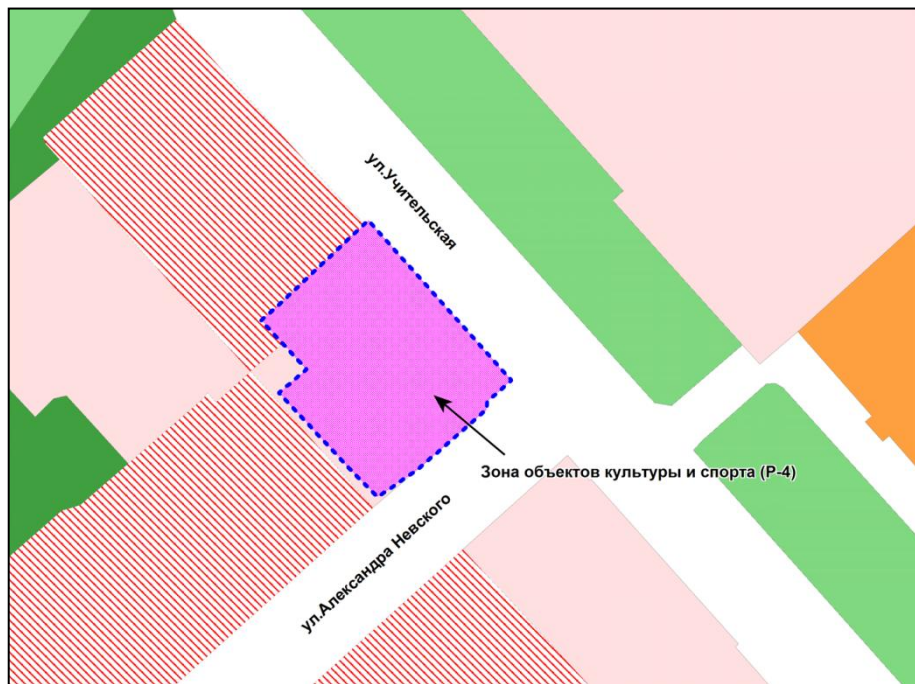 ул.Учительская
Зона объектов культуры и спорта (Р-4)
ул.Александра Невского